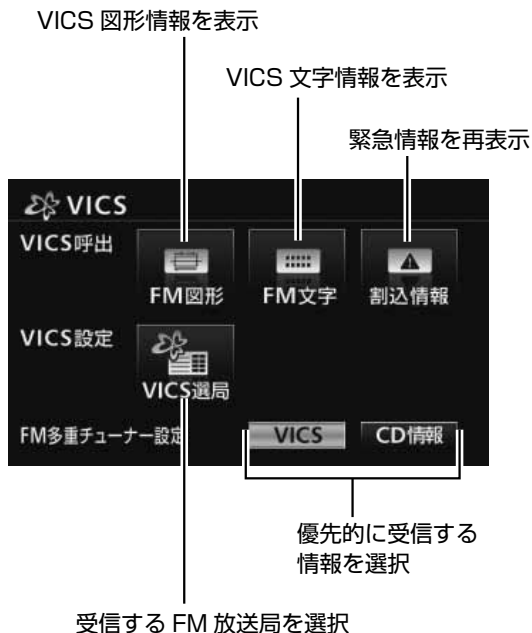 VICS 図形情報を表示
VICS 文字情報を表示
緊急情報を再表示
VICS
VICS呼出
FM図形
FM文字
割込情報
VICS設定
VICS選局
FM多重チューナー設定
VICS
CD情報
優先的に受信する
情報を選択
受信する FM 放送局を選択